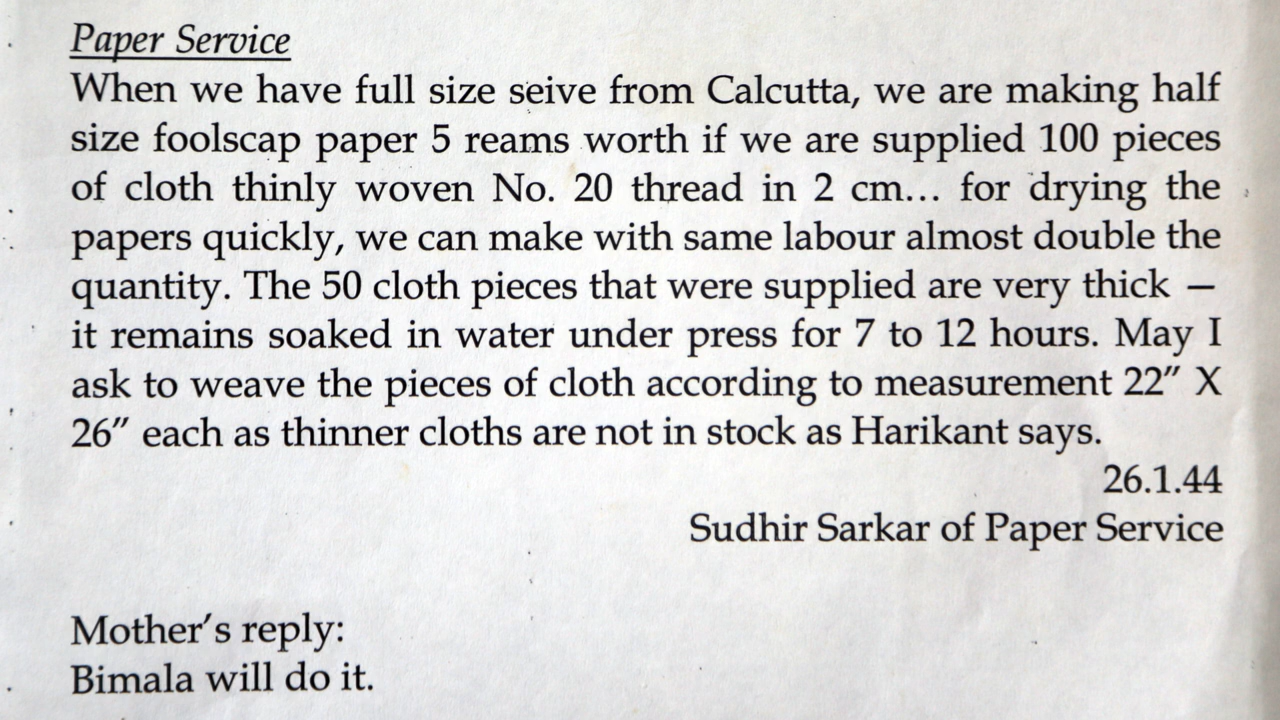 Paper Service
When we have full size seive from Calcutta, we are making half
size foolscap paper 5 reams worth if we are supplied 100 pieces
of cloth thinly woven No. 20 thread in 2 cm... for drying the
papers quickly, we can make with same labour almost double the
quantity. The 50 cloth pieces that were supplied are very thick –
it remains soaked in water under press for 7 to 12 hours. May I
ask to weave the pieces of cloth according to measurement 22″ X
26″ each as thinner cloths are not in stock as Harikant says.
26.1.44
Sudhir Sarkar of Paper Service
Mother's reply:
Bimala will do it.